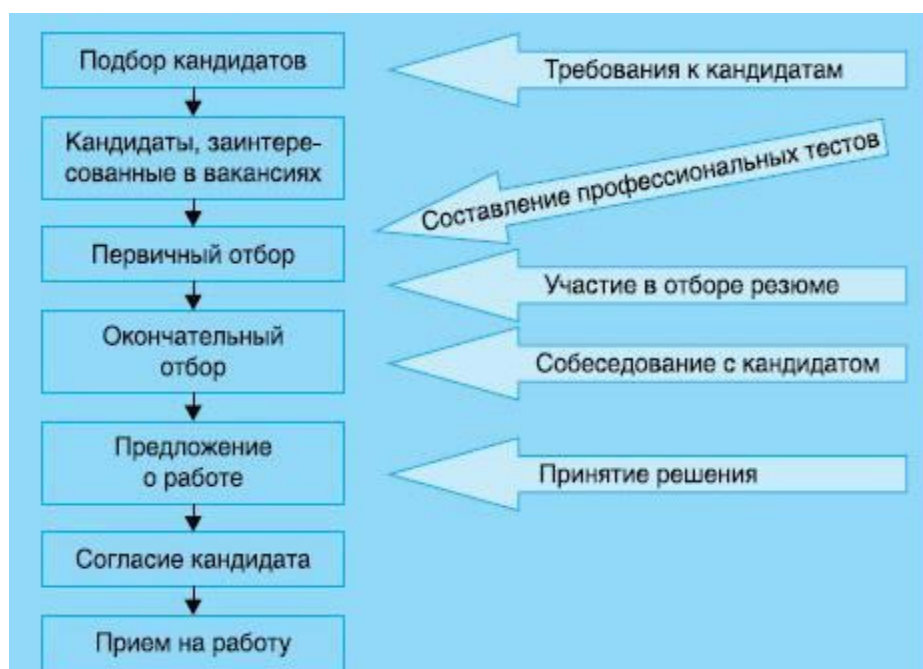 Подбор кандидатов
Требования к кандидатам
Кандидаты, заинтере-
сованные в вакансиях
Составление профессиональных тестов
Первичный отбор
Участие в отборе резюме
Окончательный
отбор
Собеседование с кандидатом
Предложение
о работе
Принятие решения
Согласие кандидата
Прием на работу